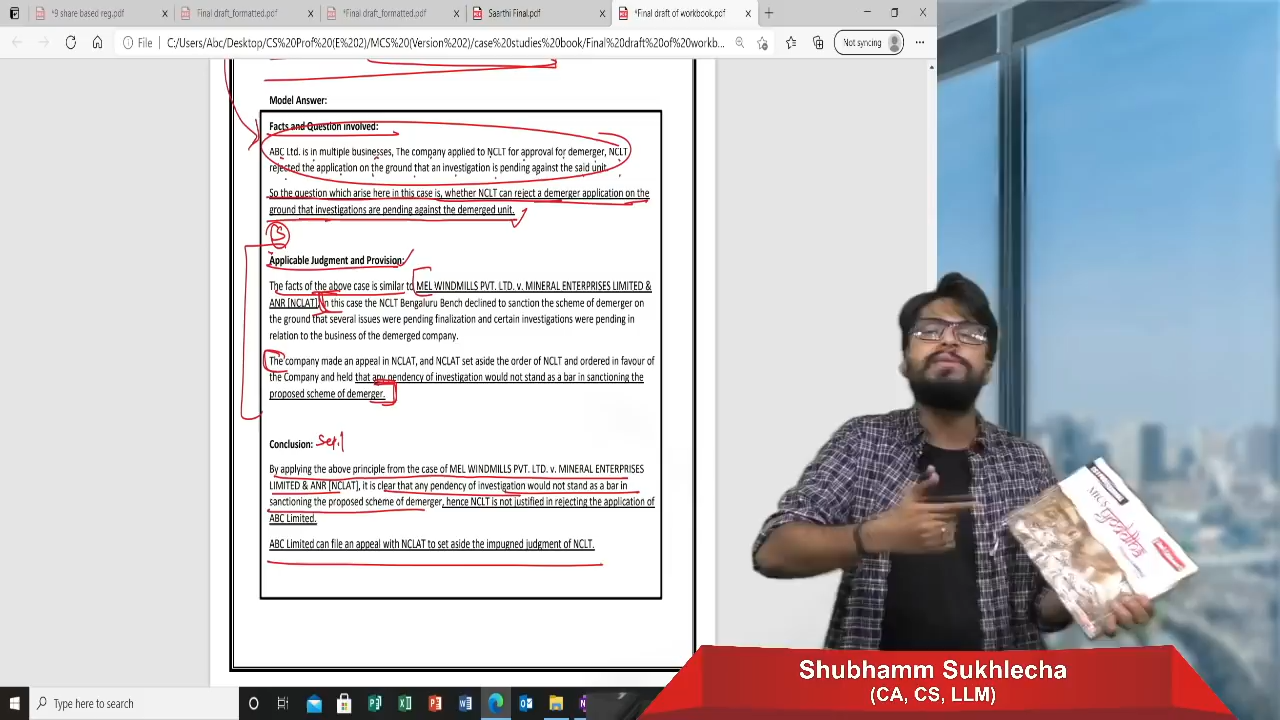 *9 share based reg.pdf
Final draft_formatted.pdf
*Final draft_formatted.pdf
Saarthi Final.pdf
*Final draft of workbook.pdf
File
C:/Users/Abc/Desktop/CS%20Prof(E%202)/MCS%20(Version%202)/case%20studies%20book/Final%20draft%20of%20workb...
Not syncing
Model Answer:
Facts and Question involved:
ABC Ltd. is in multiple businesses, The company applied to NCLT for approval for demerger, NCLT
rejected the application on the ground that an investigation is pending against the said unit.
So the question which arise here in this case is, whether NCLT can reject a demerger application on the
ground that investigations are pending against the demerged unit.
Applicable Judgment and Provision:
The facts of the above case is similar to MEL WINDMILLS PVT. LTD. v. MINERAL ENTERPRISES LIMITED &
ANR [NCLAT], in this case the NCLT Bengaluru Bench declined to sanction the scheme of demerger on
the ground that several issues were pending finalization and certain investigations were pending in
relation to the business of the demerged company.
The company made an appeal in NCLAT, and NCLAT set aside the order of NCLT and ordered in favour of
the Company and held that any pendency of investigation would not stand as a bar in sanctioning the
proposed scheme of demerger.
Conclusion:
By applying the above principle from the case of MEL WINDMILLS PVT. LTD. v. MINERAL ENTERPRISES
LIMITED & ANR [NCLAT], it is clear that any pendency of investigation would not stand as a bar in
sanctioning the proposed scheme of demerger, hence NCLT is not justified in rejecting the application of
ABC Limited.
ABC Limited can file an appeal with NCLAT to set aside the impugned judgment of NCLT.
MICS
Shubhamm Sukhlecha
(CA, CS, LLM)
Type here to search